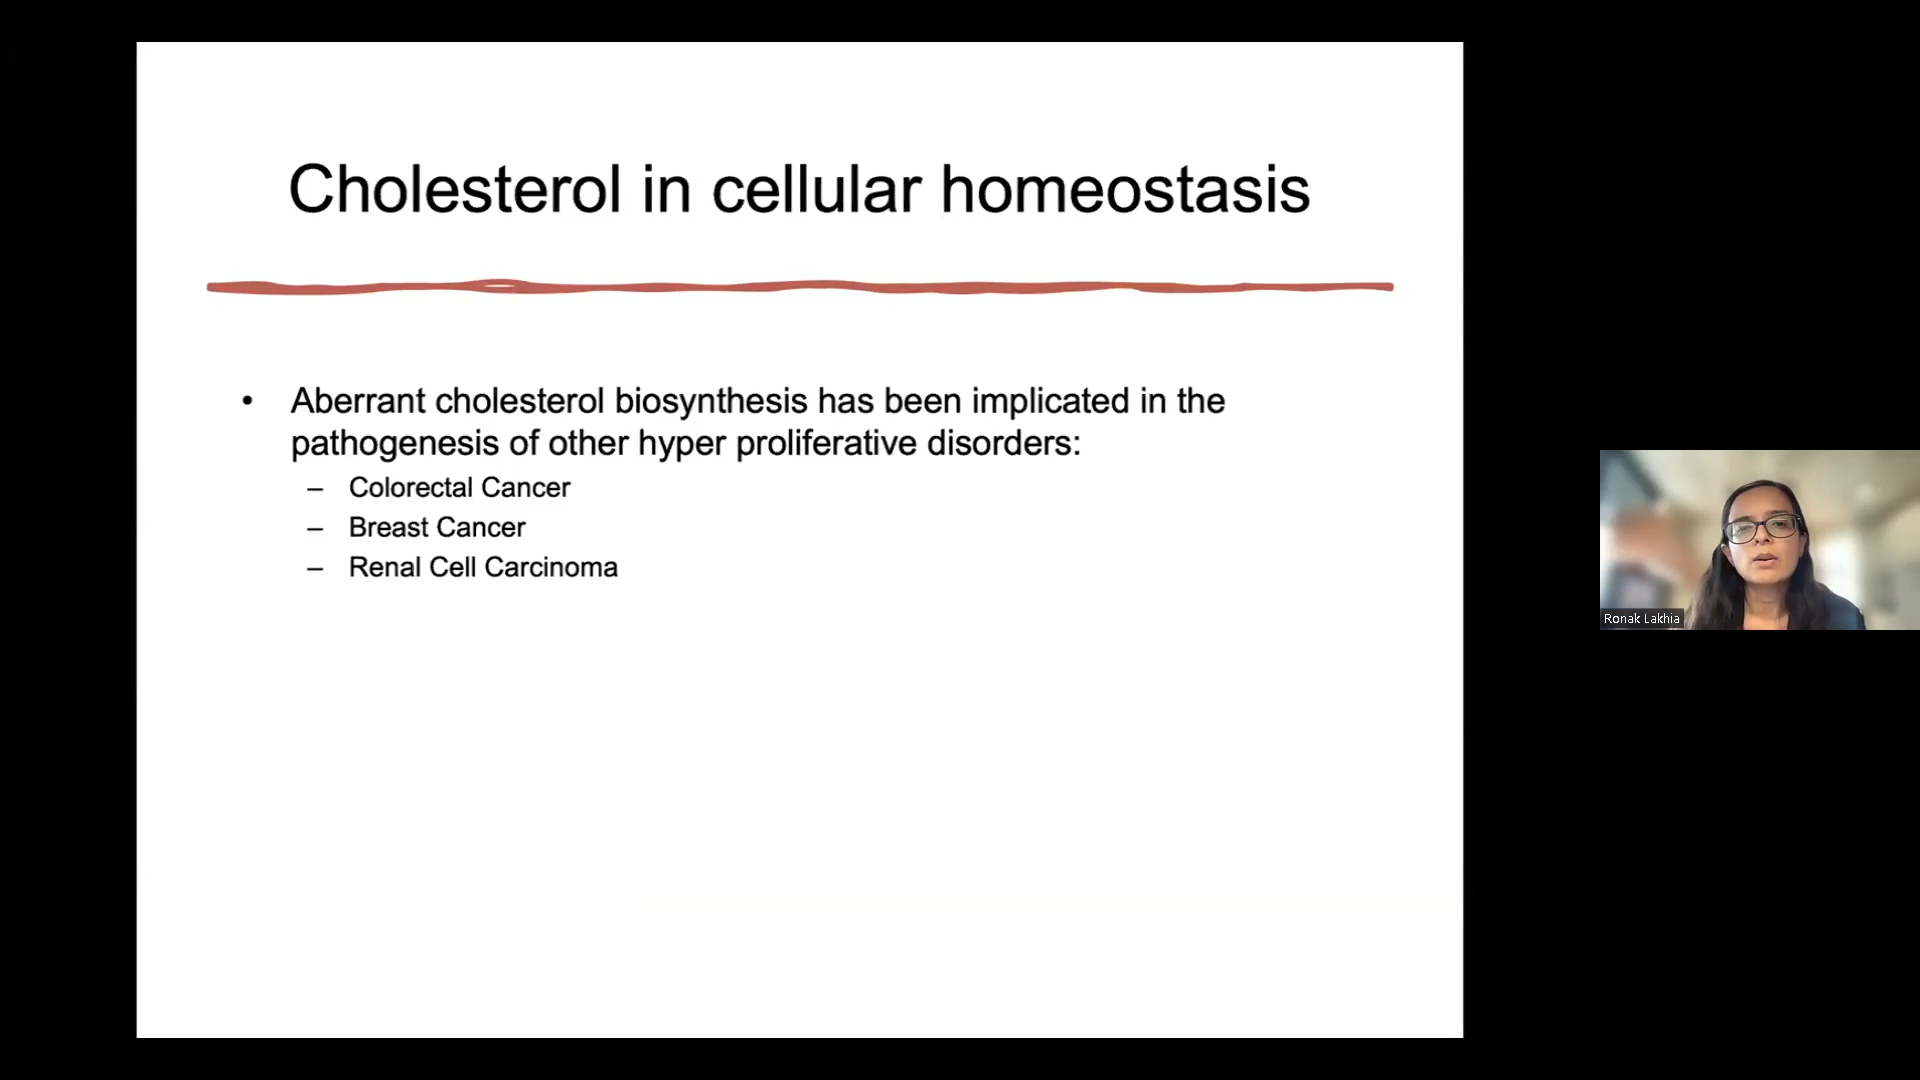 Cholesterol in cellular homeostasis
• Aberrant cholesterol biosynthesis has been implicated in the
pathogenesis of other hyper proliferative disorders:
– Colorectal Cancer
– Breast Cancer
– Renal Cell Carcinoma
Ronak Lakhia